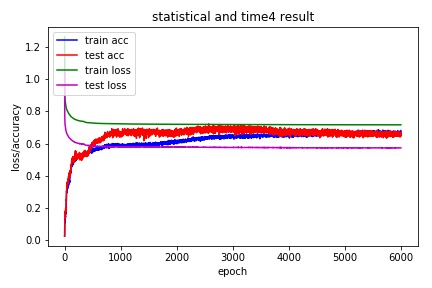 statistical and time4 result
train acc
test acc
train loss
test loss
loss/accuracy
1.2
1.0
0.8
0.6
0.4
0.2
0.0
0 1000 2000 3000 4000 5000 6000
epoch